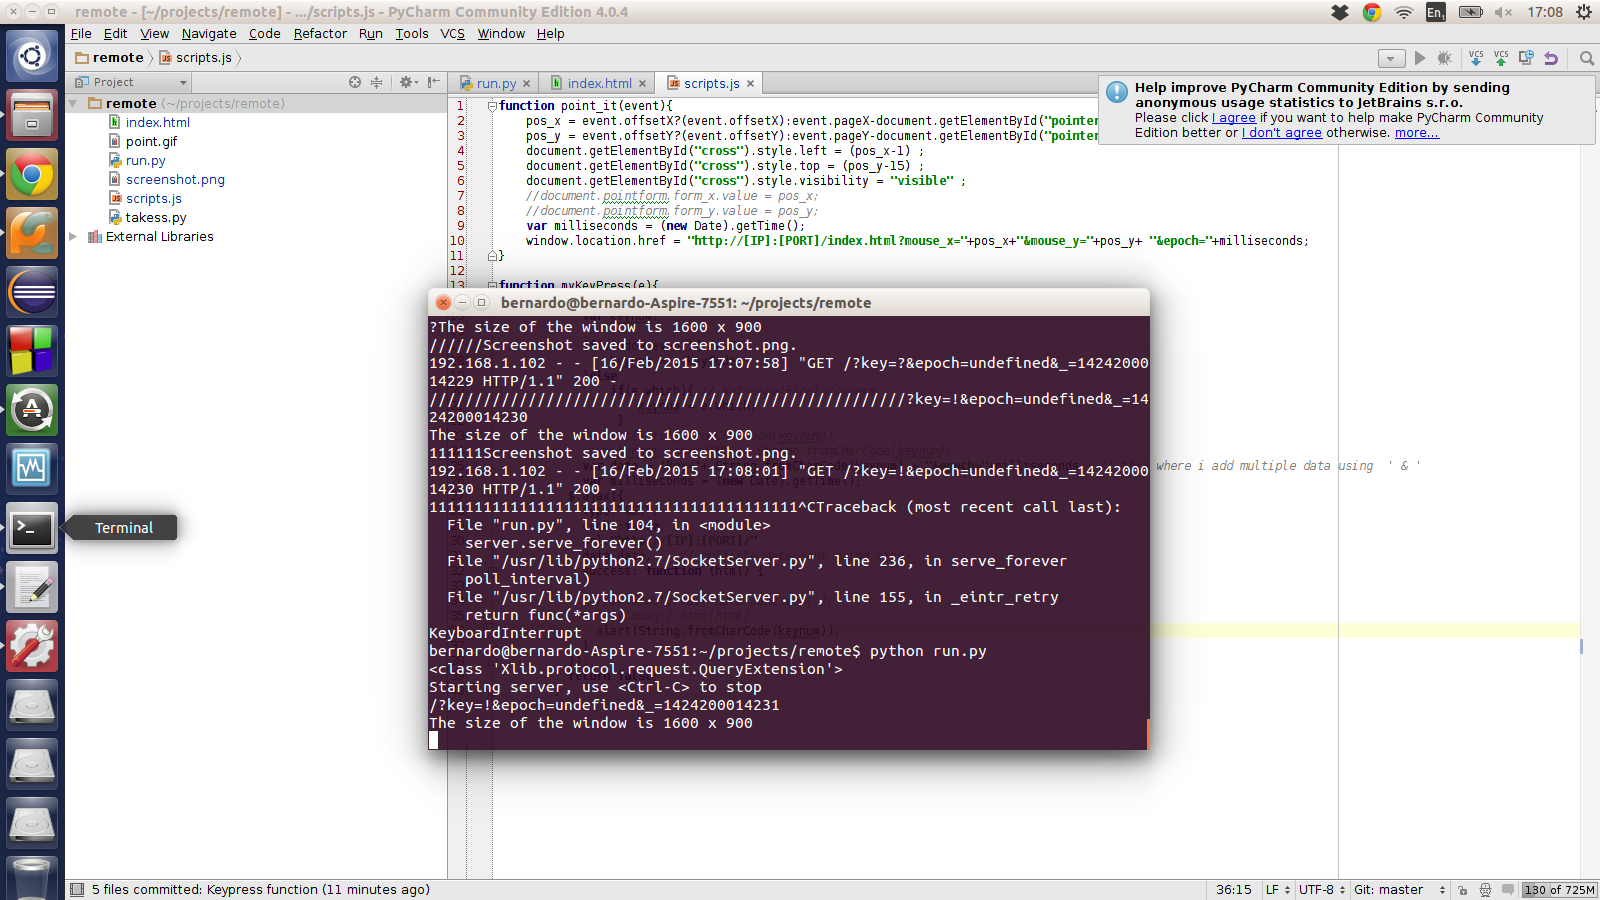 remote - [~/projects/remote] - .../scripts.js - PyCharm Community Edition 4.0.4
En1
17:08
File Edit View Navigate Code Refactor Run Tools VCS Window Help
remote scripts.js
Project
run.py index.html scripts.js
remote (~/projects/remote)
index.html
point.gif
run.py
screenshot.png
scripts.js
takess.py
External Libraries
VCS VCS
Help improve PyCharm Community Edition by sending
anonymous usage statistics to JetBrains s.r.o.
Please click I agree if you want to help make PyCharm Community
Edition better or I don't agree otherwise. more...
1 function point_it(event){
2 pos_x = event.offsetX?(event.offsetX):event.pageX-document.getElementById("pointer
3 pos_y = event.offsetY?(event.offsetY):event.pageY-document.getElementById("pointer
4 document.getElementById("cross").style.left = (pos_x-1) ;
5 document.getElementById("cross").style.top = (pos_y-15) ;
6 document.getElementById("cross").style.visibility = "visible" ;
7 //document.pointform.form_x.value = pos_x;
8 //document.pointform.form_y.value = pos_y;
9 var milliseconds = (new Date).getTime();
10 window.location.href = "http://[IP]:[PORT]/index.html?mouse_x="+pos_x+"&mouse_y="+pos_y+ "&epoch="+milliseconds;
11 }
12
13 function myKeyPress(e){
where i add multiple data using ' & '
bernardo@bernardo-Aspire-7551: ~/projects/remote
?The size of the window is 1600 x 900
//////Screenshot saved to screenshot.png.
192.168.1.102 - - [16/Feb/2015 17:07:58] "GET /?key=?&epoch=undefined&_=14242000
14229 HTTP/1.1" 200 -
/////////////////////////////////////////////////////?key=!&epoch=undefined&_=14
24200014230
The size of the window is 1600 x 900
111111Screenshot saved to screenshot.png.
192.168.1.102 - - [16/Feb/2015 17:08:01] "GET /?key=!&epoch=undefined&_=14242000
14230 HTTP/1.1" 200 -
11111111111111111111111111111111111111111^CTraceback (most recent call last):
File "run.py", line 104, in <module>
server.serve_forever()
File "/usr/lib/python2.7/SocketServer.py", line 236, in serve_forever
poll_interval)
File "/usr/lib/python2.7/SocketServer.py", line 155, in _eintr_retry
return func(*args)
KeyboardInterrupt
alert(String.fromCharCode(keynum));
bernardo@bernardo-Aspire-7551:~/projects/remote$ python run.py
<class 'Xlib.protocol.request.QueryExtension'>
Starting server, use <Ctrl-C> to stop
/?key=!&epoch=undefined&_=1424200014231
The size of the window is 1600 x 900
Terminal
5 files committed: Keypress function (11 minutes ago)
36:15 LF UTF-8 Git: master 130 of 725M